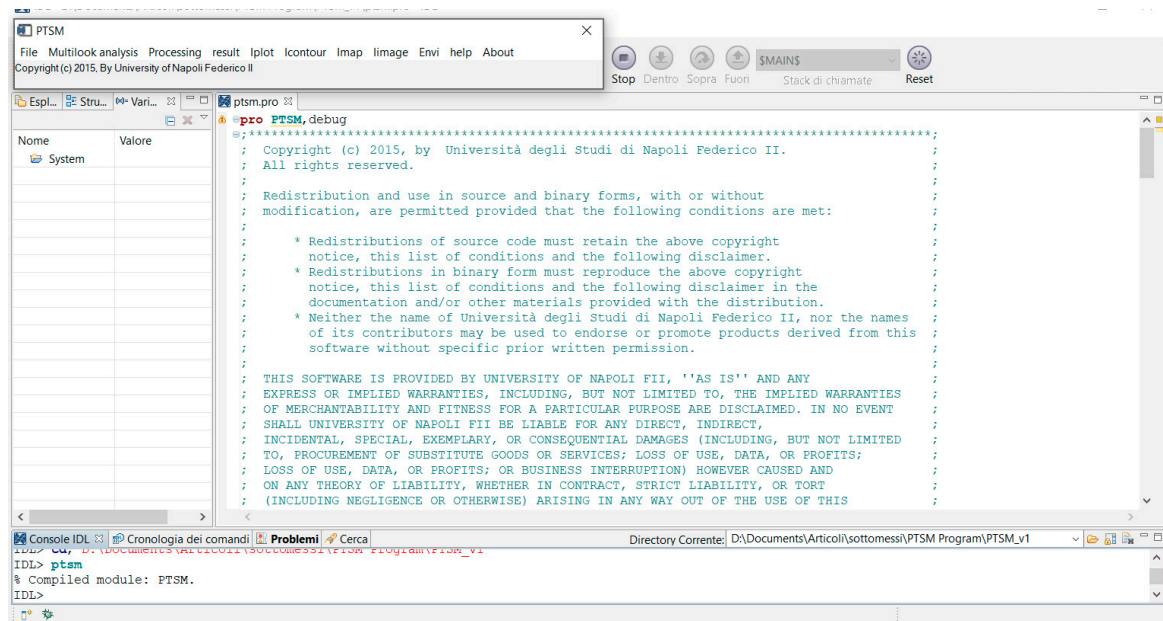 PTSM
File Multilook analysis Processing result Iplot Icontour Imap Iimage Envi help About
Copyright (c) 2015, By University of Napoli Federico II
Stop Dentro Sopra Fuori $MAIN$ Stack di chiamate Reset
Espl... Stru... Vari... ptsm.pro
Nome Valore
System
pro PTSM,debug
;******************************************************************************************;
; Copyright (c) 2015, by Università degli Studi di Napoli Federico II. ;
; All rights reserved. ;
; ;
; Redistribution and use in source and binary forms, with or without ;
; modification, are permitted provided that the following conditions are met: ;
; ;
; * Redistributions of source code must retain the above copyright ;
; notice, this list of conditions and the following disclaimer. ;
; * Redistributions in binary form must reproduce the above copyright ;
; notice, this list of conditions and the following disclaimer in the ;
; documentation and/or other materials provided with the distribution. ;
; * Neither the name of Università degli Studi di Napoli Federico II, nor the names ;
; of its contributors may be used to endorse or promote products derived from this ;
; software without specific prior written permission. ;
; ;
; THIS SOFTWARE IS PROVIDED BY UNIVERSITY OF NAPOLI FII, ''AS IS'' AND ANY ;
; EXPRESS OR IMPLIED WARRANTIES, INCLUDING, BUT NOT LIMITED TO, THE IMPLIED WARRANTIES ;
; OF MERCHANTABILITY AND FITNESS FOR A PARTICULAR PURPOSE ARE DISCLAIMED. IN NO EVENT ;
; SHALL UNIVERSITY OF NAPOLI FII BE LIABLE FOR ANY DIRECT, INDIRECT, ;
; INCIDENTAL, SPECIAL, EXEMPLARY, OR CONSEQUENTIAL DAMAGES (INCLUDING, BUT NOT LIMITED ;
; TO, PROCUREMENT OF SUBSTITUTE GOODS OR SERVICES; LOSS OF USE, DATA, OR PROFITS; ;
; LOSS OF USE, DATA, OR PROFITS; OR BUSINESS INTERRUPTION) HOWEVER CAUSED AND ;
; ON ANY THEORY OF LIABILITY, WHETHER IN CONTRACT, STRICT LIABILITY, OR TORT ;
; (INCLUDING NEGLIGENCE OR OTHERWISE) ARISING IN ANY WAY OUT OF THE USE OF THIS ;
Console IDL Cronologia dei comandi Problemi Cerca Directory Corrente: D:\Documents\Articoli\sottomessi\PTSM Program\PTSM_v1
IDL> cd, D:\Documents\Articoli\sottomessi\PTSM Program\PTSM_v1
IDL> ptsm
% Compiled module: PTSM.
IDL>